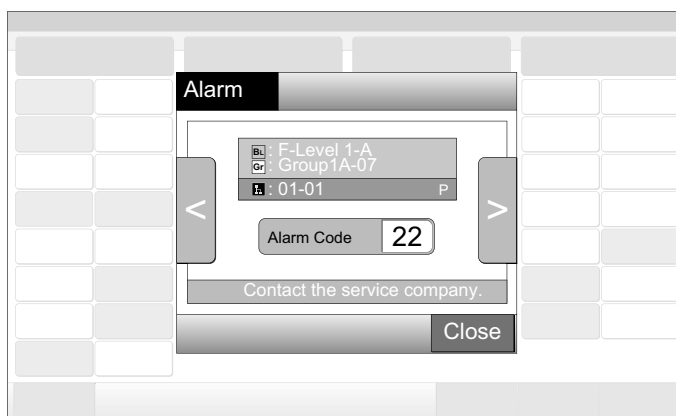 Alarm
BL : F-Level 1-A
Gr : Group1A-07
: 01-01 P
< >
Alarm Code 22
Contact the service company.
Close